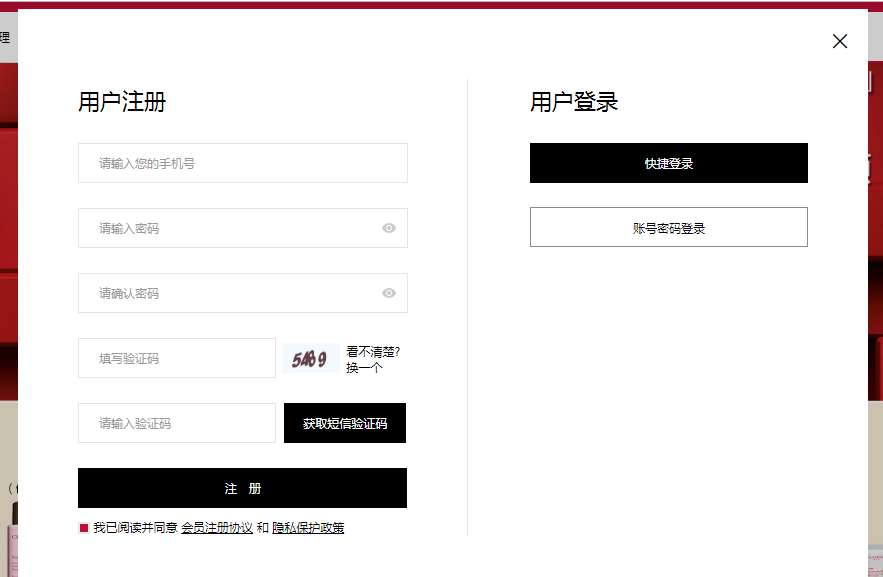 理
用户注册
请输入您的手机号
请输入密码
请确认密码
填写验证码
看不清楚?
换一个
请输入验证码
获取短信验证码
注 册
我已阅读并同意 会员注册协议 和 隐私保护政策
用户登录
快捷登录
账号密码登录